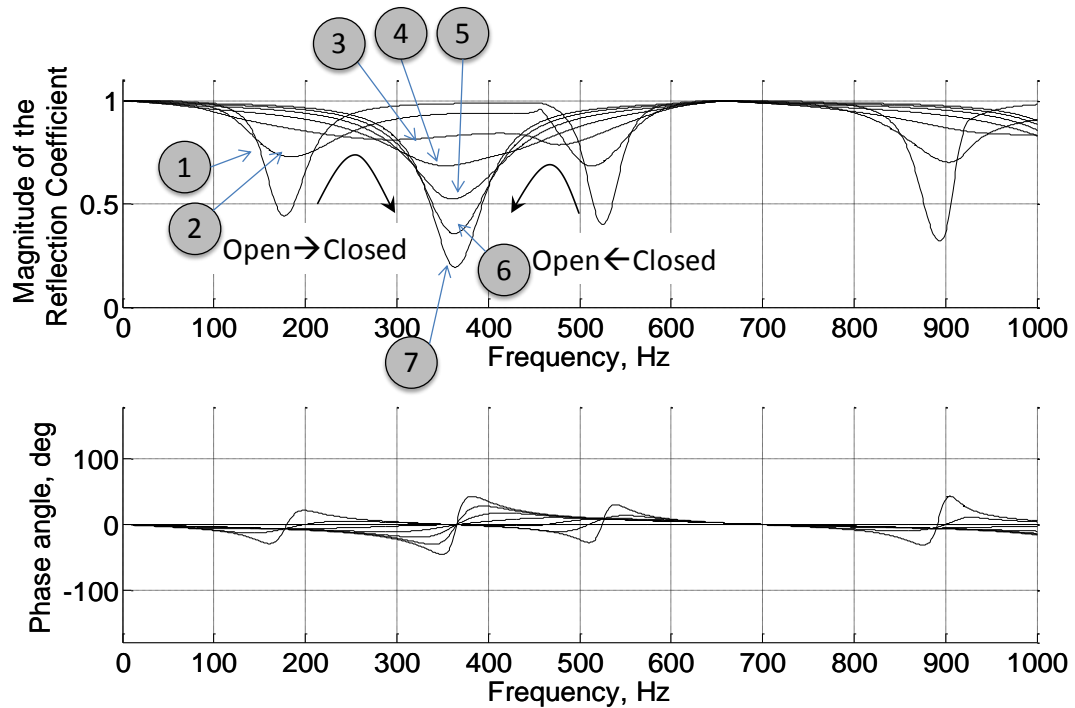 3
4
5
1
2
6
7
Open→Closed
Open←Closed
Magnitude of the
Reflection Coefficient
1
0.5
0
0 100 200 300 400 500 600 700 800 900 1000
Frequency, Hz
Phase angle, deg
100
0
-100
0 100 200 300 400 500 600 700 800 900 1000
Frequency, Hz